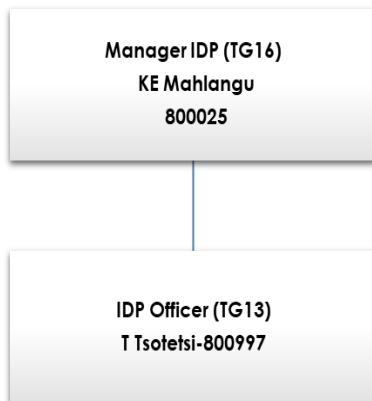 Manager IDP (TG16)
KE Mahlangu
800025
IDP Officer (TG13)
T Tsotetsi-800997